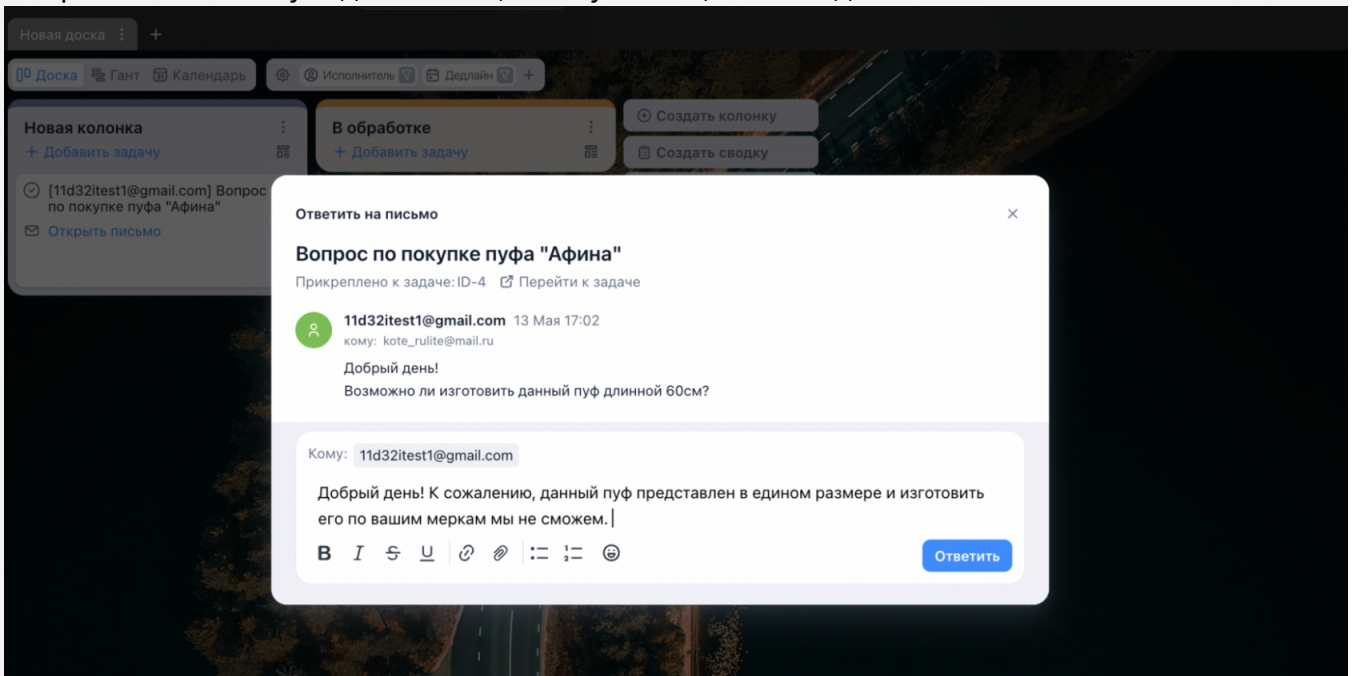 Новая доска
Доска Гант Календарь
Исполнитель Дедлайн
Новая колонка
+ Добавить задачу
[11d32itest1@gmail.com] Вопрос
по покупке пуфа "Афина"
Открыть письмо
В обработке
+ Добавить задачу
Создать колонку
Создать сводку
Ответить на письмо
Вопрос по покупке пуфа "Афина"
Прикреплено к задаче: ID-4 Перейти к задаче
11d32itest1@gmail.com 13 Мая 17:02
кому: kote_rulite@mail.ru
Добрый день!
Возможно ли изготовить данный пуф длинной 60см?
Кому: 11d32itest1@gmail.com
Добрый день! К сожалению, данный пуф представлен в едином размере и изготовить
его по вашим меркам мы не сможем.
B I S U
Ответить